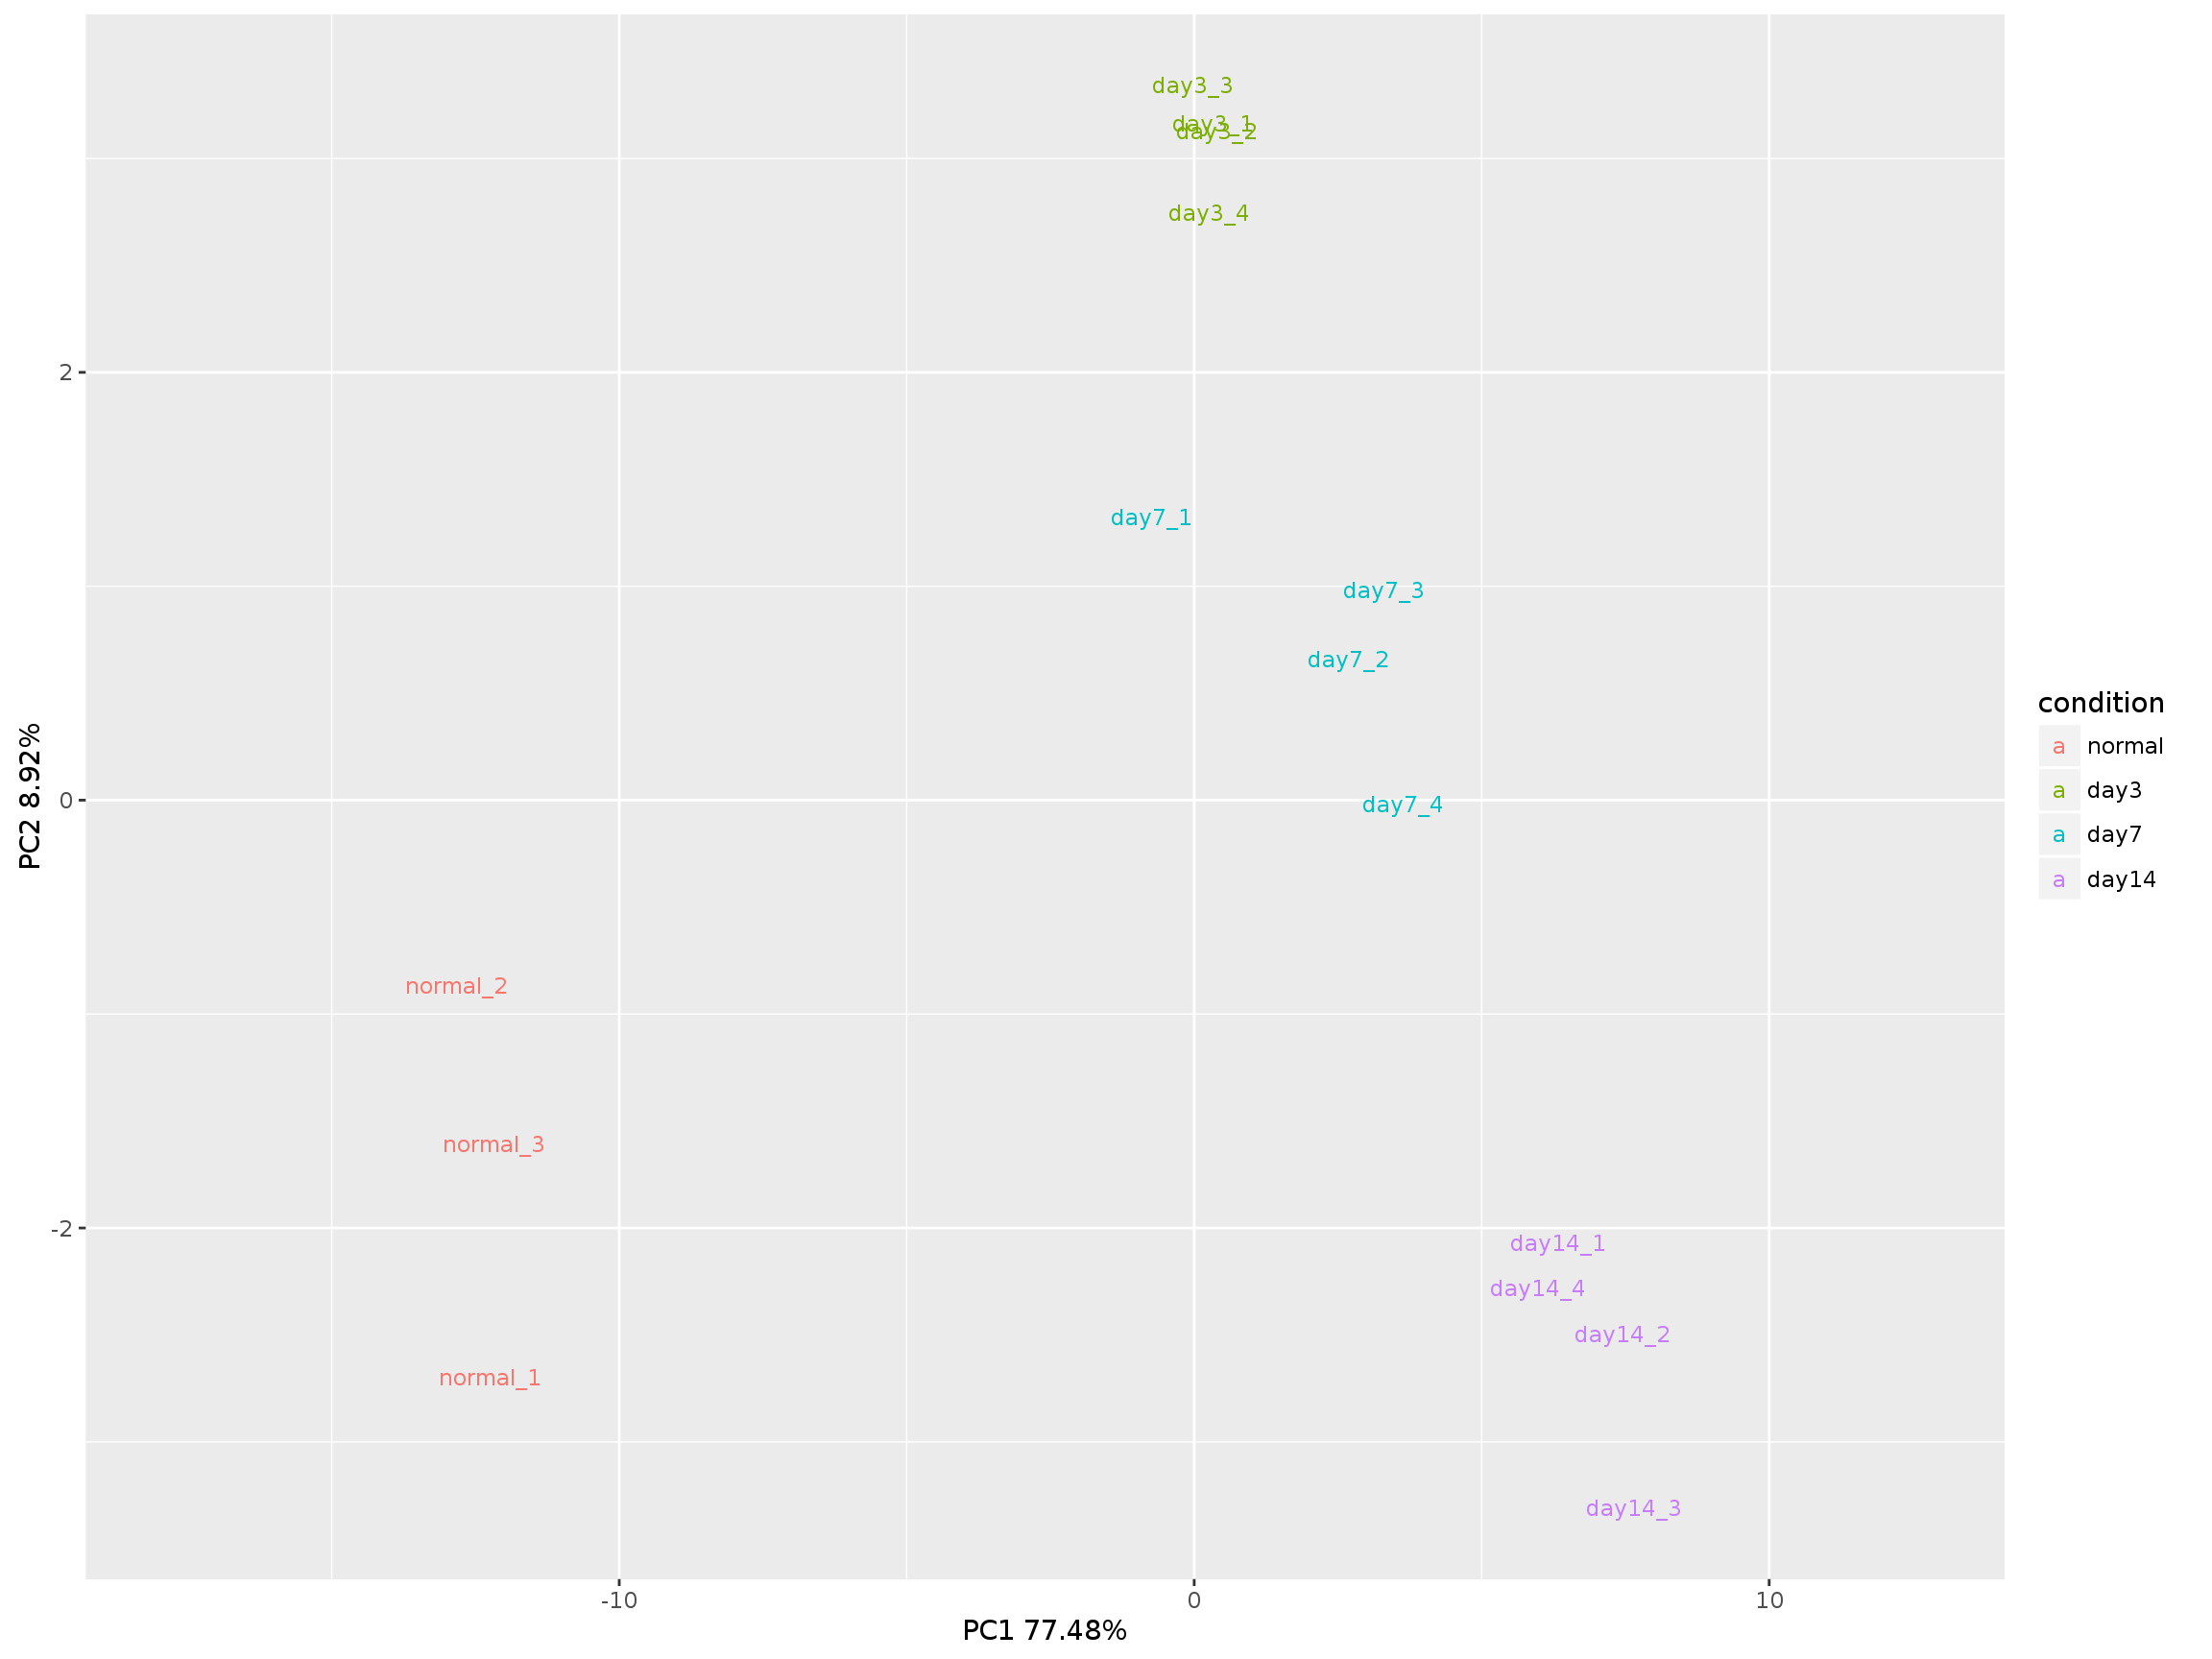 day3_3
day3_1
day3_2
day3_4
2
day7_1
day7_3
day7_2
condition
a normal
a day3
a day7
a day14
PC2 8.92%
0
day7_4
normal_2
normal_3
-2
day14_1
day14_4
day14_2
normal_1
day14_3
-10
0
10
PC1 77.48%